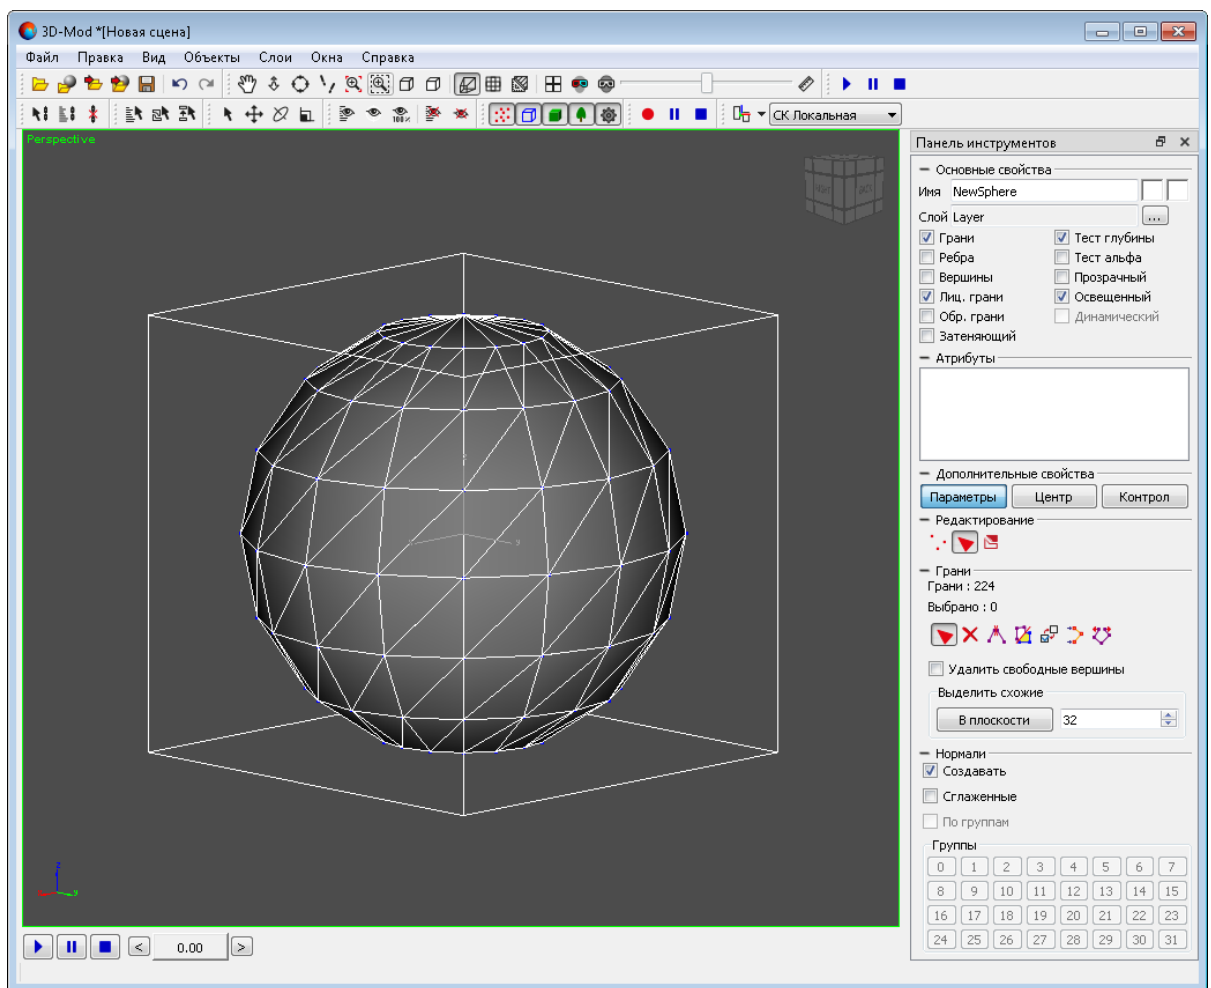 3D-Mod *[Новая сцена]
Файл Правка Вид Объекты Слои Окна Справка
100%
СК Локальная
Perspective
Панель инструментов
Основные свойства
Имя NewSphere
Слой Layer
...
Грани Тест глубины
Ребра Тест альфа
Вершины Прозрачный
Лиц. грани Освещенный
Обр. грани Динамический
Затеняющий
Атрибуты
Дополнительные свойства
Параметры Центр Контрол
Редактирование
Грани
Грани : 224
Выбрано : 0
Удалить свободные вершины
Выделить схожие
В плоскости 32
Нормали
Создавать
Сглаженные
По группам
Группы
0 1 2 3 4 5 6 7
8 9 10 11 12 13 14 15
16 17 18 19 20 21 22 23
24 25 26 27 28 29 30 31
z
y
< 0.00 >